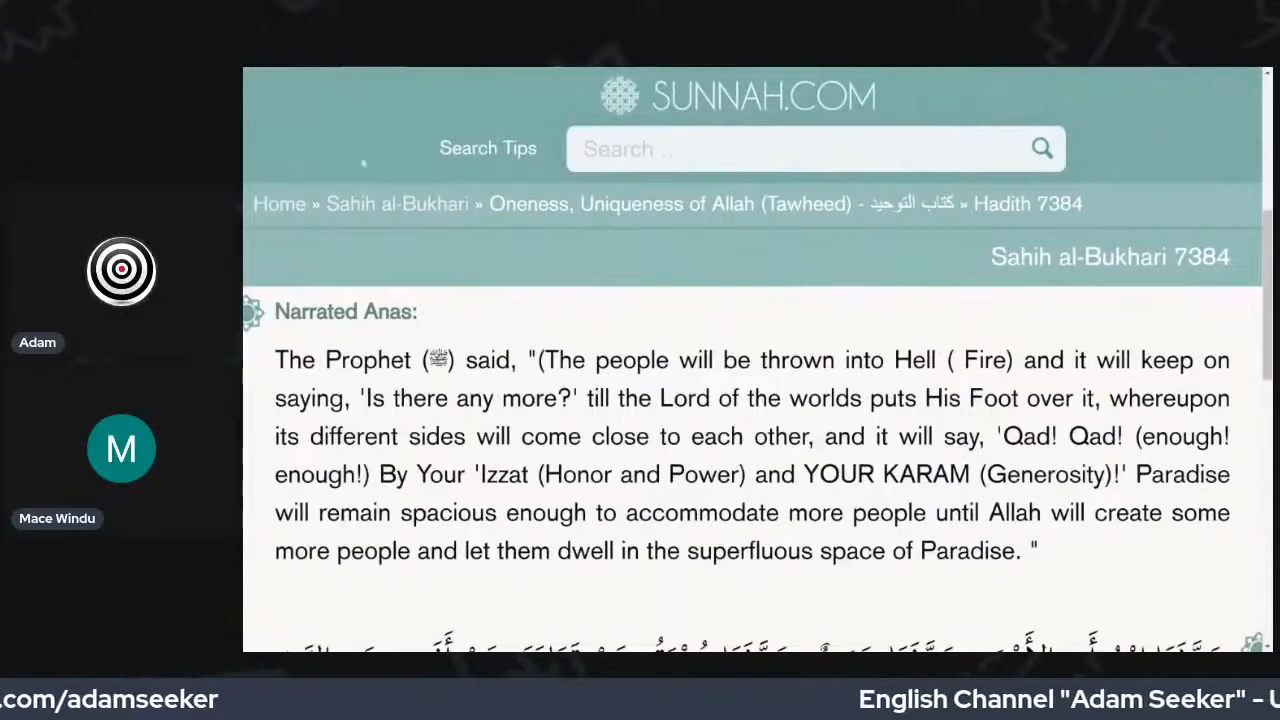 SUNNAH.COM
Search Tips
Search ...
Home » Sahih al-Bukhari » Oneness, Uniqueness of Allah (Tawheed) - كتاب التوحيد » Hadith 7384
Sahih al-Bukhari 7384
Narrated Anas:
The Prophet (ﷺ) said, "(The people will be thrown into Hell ( Fire) and it will keep on
saying, 'Is there any more?' till the Lord of the worlds puts His Foot over it, whereupon
its different sides will come close to each other, and it will say, 'Qad! Qad! (enough!
enough!) By Your 'Izzat (Honor and Power) and YOUR KARAM (Generosity)!' Paradise
will remain spacious enough to accommodate more people until Allah will create some
more people and let them dwell in the superfluous space of Paradise. "
Adam
M
Mace Windu
.com/adamseeker
English Channel "Adam Seeker" -